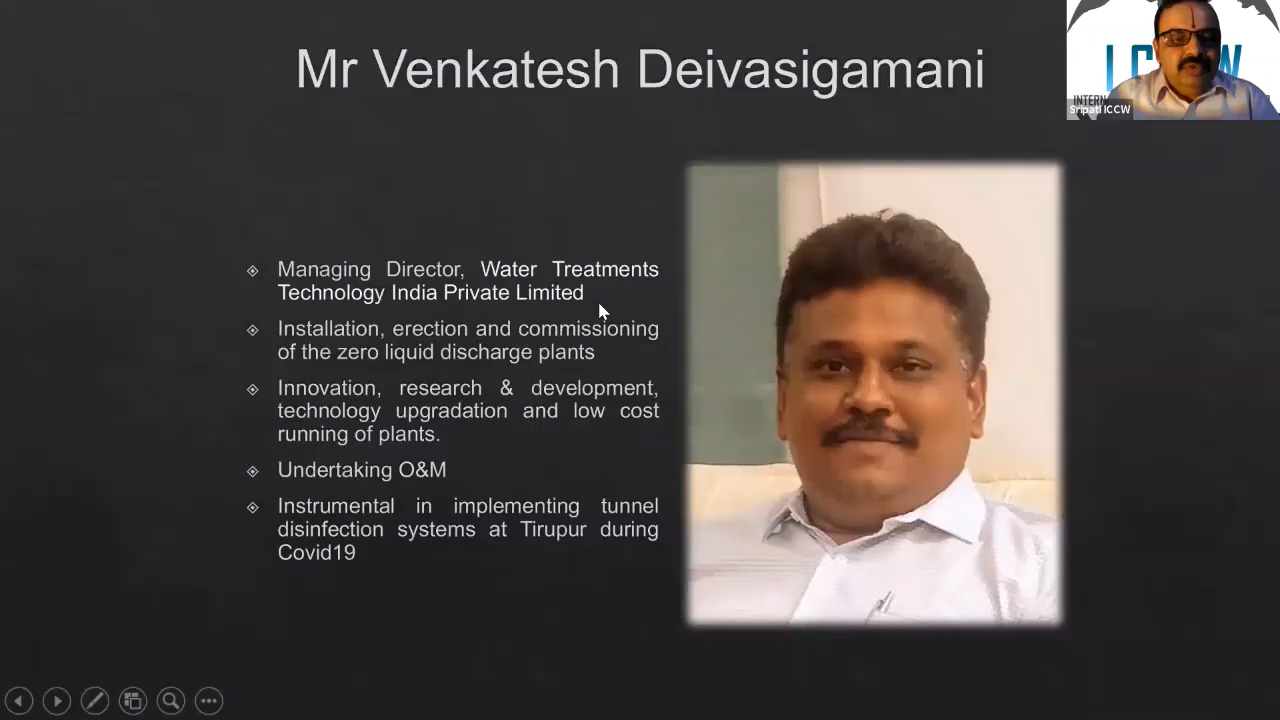 Mr Venkatesh Deivasigamani
Managing Director, Water Treatments
Technology India Private Limited
Installation, erection and commissioning
of the zero liquid discharge plants
Innovation, research & development,
technology upgradation and low cost
running of plants.
Undertaking O&M
Instrumental in implementing tunnel
disinfection systems at Tirupur during
Covid19
INTERN
Sripati ICCW